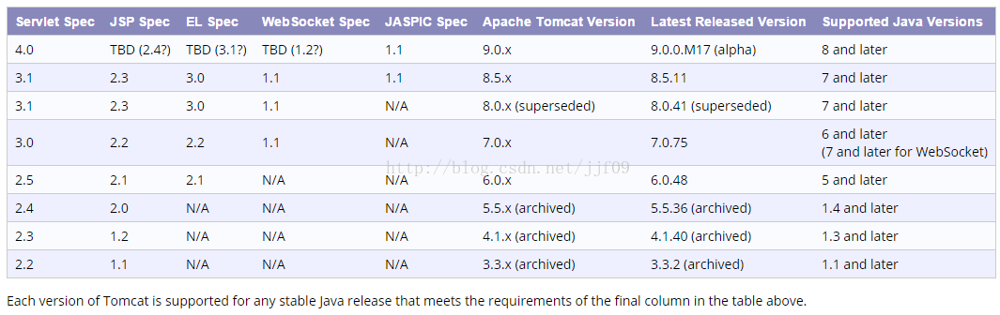 Servlet Spec JSP Spec EL Spec WebSocket Spec JASPIC Spec Apache Tomcat Version Latest Released Version Supported Java Versions
4.0 TBD (2.4?) TBD (3.1?) TBD (1.2?) 1.1 9.0.x 9.0.0.M17 (alpha) 8 and later
3.1 2.3 3.0 1.1 1.1 8.5.x 8.5.11 7 and later
3.1 2.3 3.0 1.1 N/A 8.0.x (superseded) 8.0.41 (superseded) 7 and later
3.0 2.2 2.2 1.1 N/A 7.0.x 7.0.75 6 and later
(7 and later for WebSocket)
http://blog.csdn.net/jjf09
2.5 2.1 2.1 N/A N/A 6.0.x 6.0.48 5 and later
2.4 2.0 N/A N/A N/A 5.5.x (archived) 5.5.36 (archived) 1.4 and later
2.3 1.2 N/A N/A N/A 4.1.x (archived) 4.1.40 (archived) 1.3 and later
2.2 1.1 N/A N/A N/A 3.3.x (archived) 3.3.2 (archived) 1.1 and later
Each version of Tomcat is supported for any stable Java release that meets the requirements of the final column in the table above.